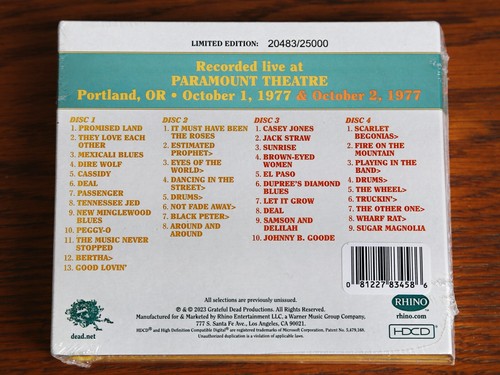 LIMITED EDITION: 20483/25000
Recorded live at
PARAMOUNT THEATRE
Portland, OR • October 1, 1977 & October 2, 1977
DISC 1
1. PROMISED LAND
2. THEY LOVE EACH
OTHER
3. MEXICALI BLUES
4. DIRE WOLF
5. CASSIDY
6. DEAL
7. PASSENGER
8. TENNESSEE JED
9. NEW MINGLEWOOD
BLUES
10. PEGGY-O
11. THE MUSIC NEVER
STOPPED
12. BERTHA>
13. GOOD LOVIN'
DISC 2
1. IT MUST HAVE BEEN
THE ROSES
2. ESTIMATED
PROPHET>
3. EYES OF THE
WORLD>
4. DANCING IN THE
STREET>
5. DRUMS>
6. NOT FADE AWAY>
7. BLACK PETER>
8. AROUND AND
AROUND
DISC 3
1. CASEY JONES
2. JACK STRAW
3. SUNRISE
4. BROWN-EYED
WOMEN
5. EL PASO
6. DUPREE'S DIAMOND
BLUES
7. LET IT GROW
8. DEAL
9. SAMSON AND
DELILAH
10. JOHNNY B. GOODE
DISC 4
1. SCARLET
BEGONIAS>
2. FIRE ON THE
MOUNTAIN
3. PLAYING IN THE
BAND>
4. DRUMS>
5. THE WHEEL>
6. TRUCKIN'>
7. THE OTHER ONE>
8. WHARF RAT>
9. SUGAR MAGNOLIA
0 81227 83458 6
RHINO
rhino.com
HDCD
dead.net
All selections are previously unissued.
℗ & © 2023 Grateful Dead Productions. All Rights Reserved.
Manufactured for & Marketed by Rhino Entertainment LLC, a Warner Music Group Company,
777 S. Santa Fe Ave., Los Angeles, CA 90021.
HDCD® and High Definition Compatible Digital® are registered trademarks of Microsoft Corporation. Patent No. 5,479,168.
Unauthorized duplication is a violation of applicable laws.